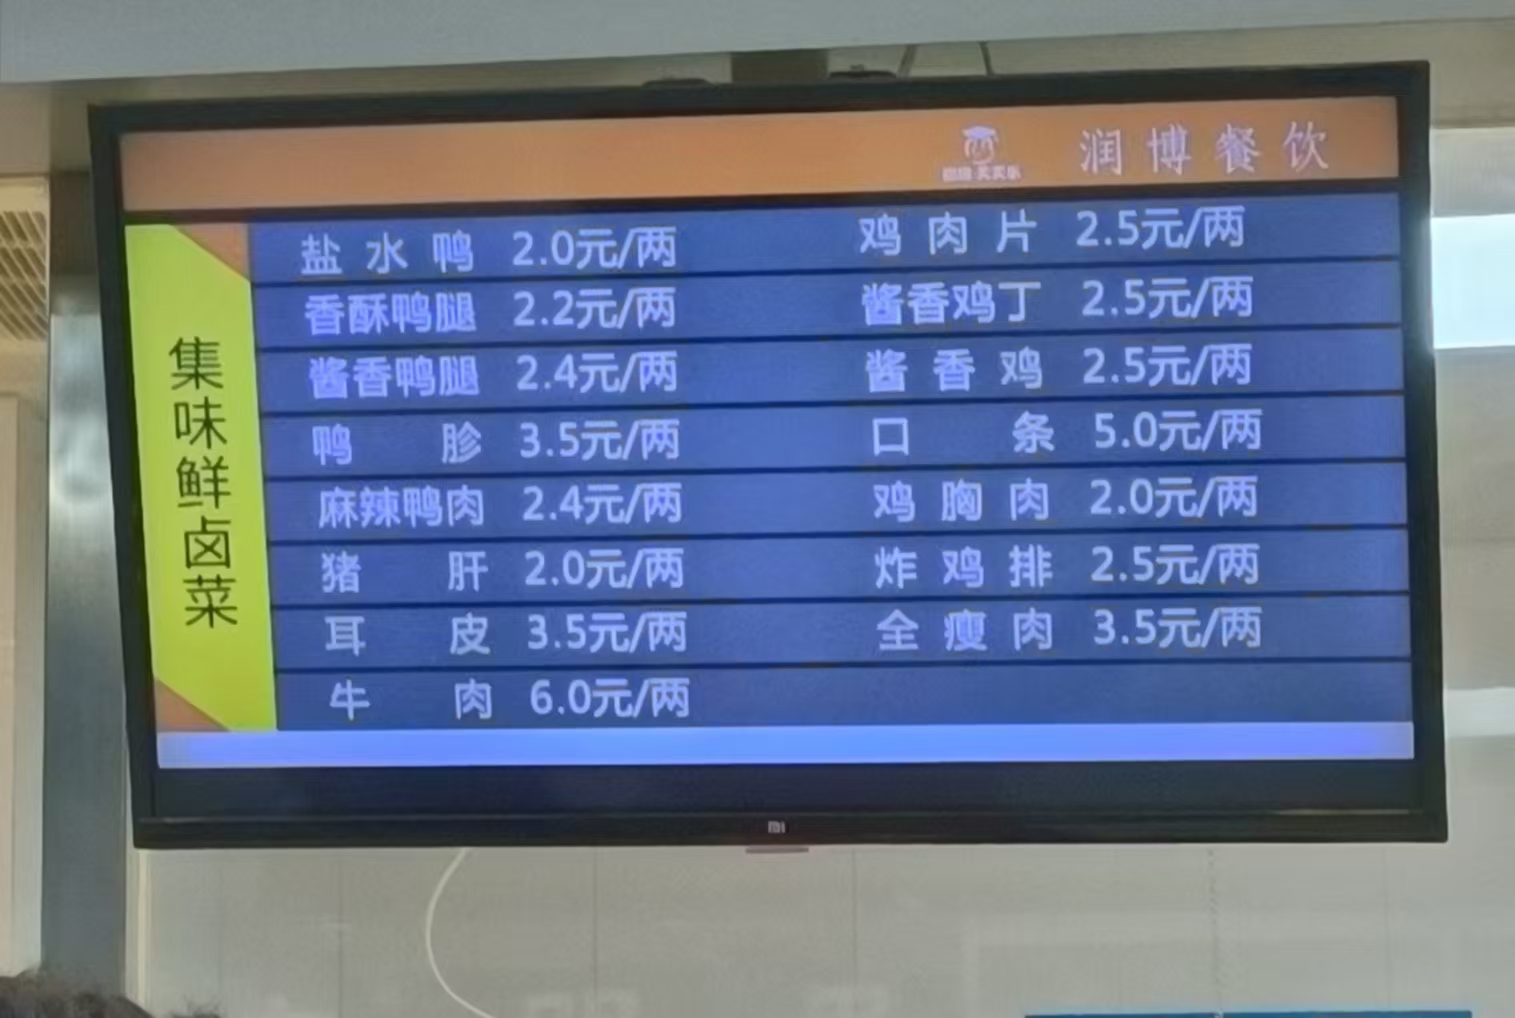 润博餐饮
集味鲜卤菜
盐水鸭 2.0元/两
鸡肉片 2.5元/两
香酥鸭腿 2.2元/两
酱香鸡丁 2.5元/两
酱香鸭腿 2.4元/两
酱香鸡 2.5元/两
鸭胗 3.5元/两
口条 5.0元/两
麻辣鸭肉 2.4元/两
鸡胸肉 2.0元/两
猪肝 2.0元/两
炸鸡排 2.5元/两
耳皮 3.5元/两
全瘦肉 3.5元/两
牛肉 6.0元/两
mi